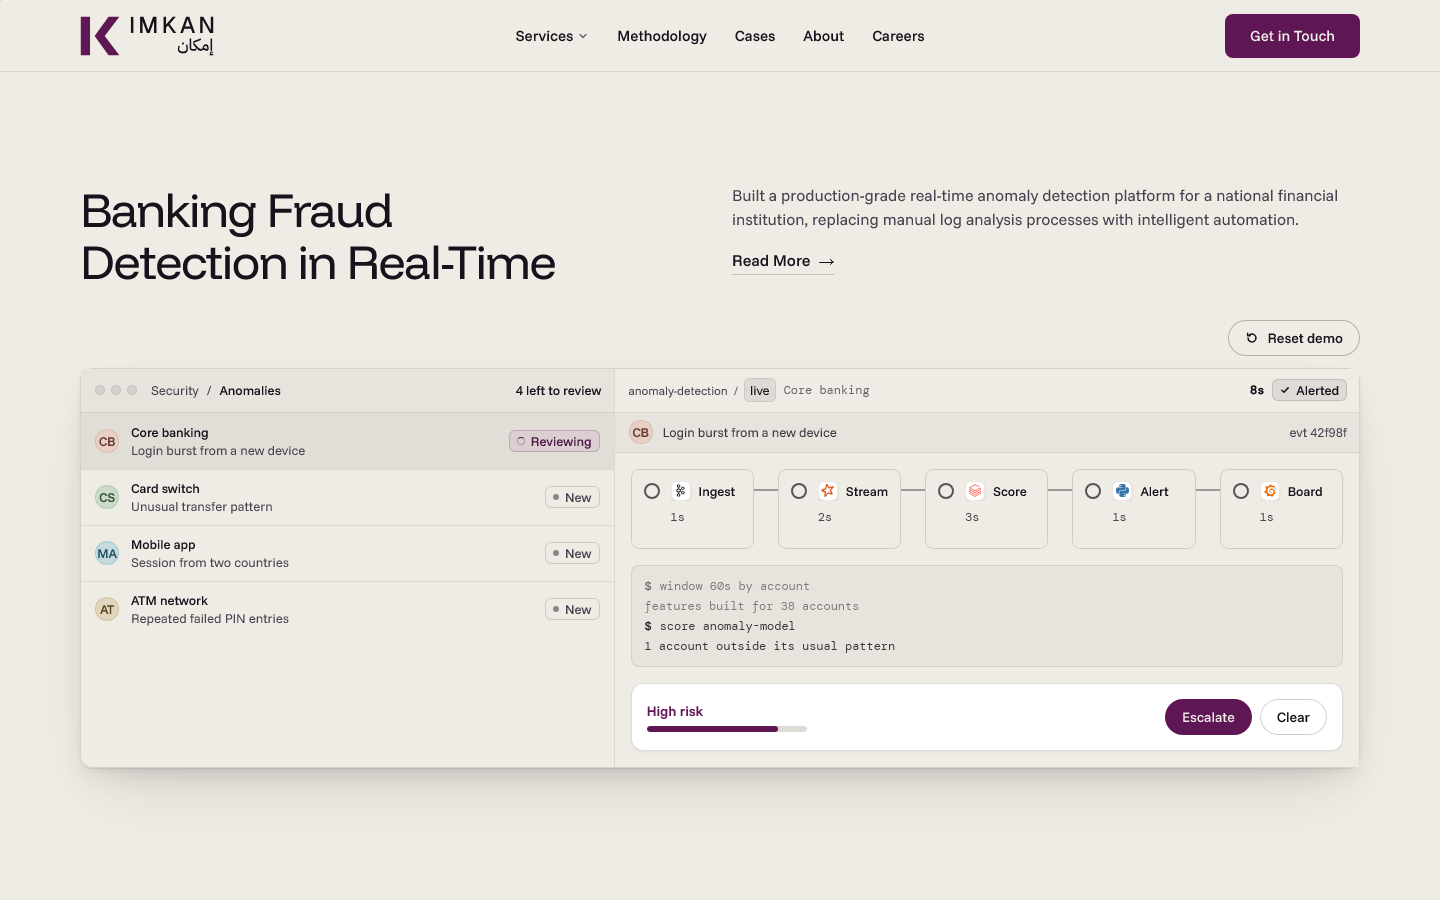 IMKAN
إمكان
Services
Methodology
Cases
About
Careers
Get in Touch
Banking Fraud
Detection in Real-Time
Built a production-grade real-time anomaly detection platform for a national financial
institution, replacing manual log analysis processes with intelligent automation.
Read More →
Reset demo
Security / Anomalies
4 left to review
CB
Core banking
Login burst from a new device
Reviewing
CS
Card switch
Unusual transfer pattern
New
MA
Mobile app
Session from two countries
New
AT
ATM network
Repeated failed PIN entries
New
anomaly-detection / live Core banking
8s
Alerted
CB
Login burst from a new device
evt 42f98f
Ingest
1s
Stream
2s
Score
3s
Alert
1s
Board
1s
$ window 60s by account
features built for 38 accounts
$ score anomaly-model
1 account outside its usual pattern
High risk
Escalate
Clear